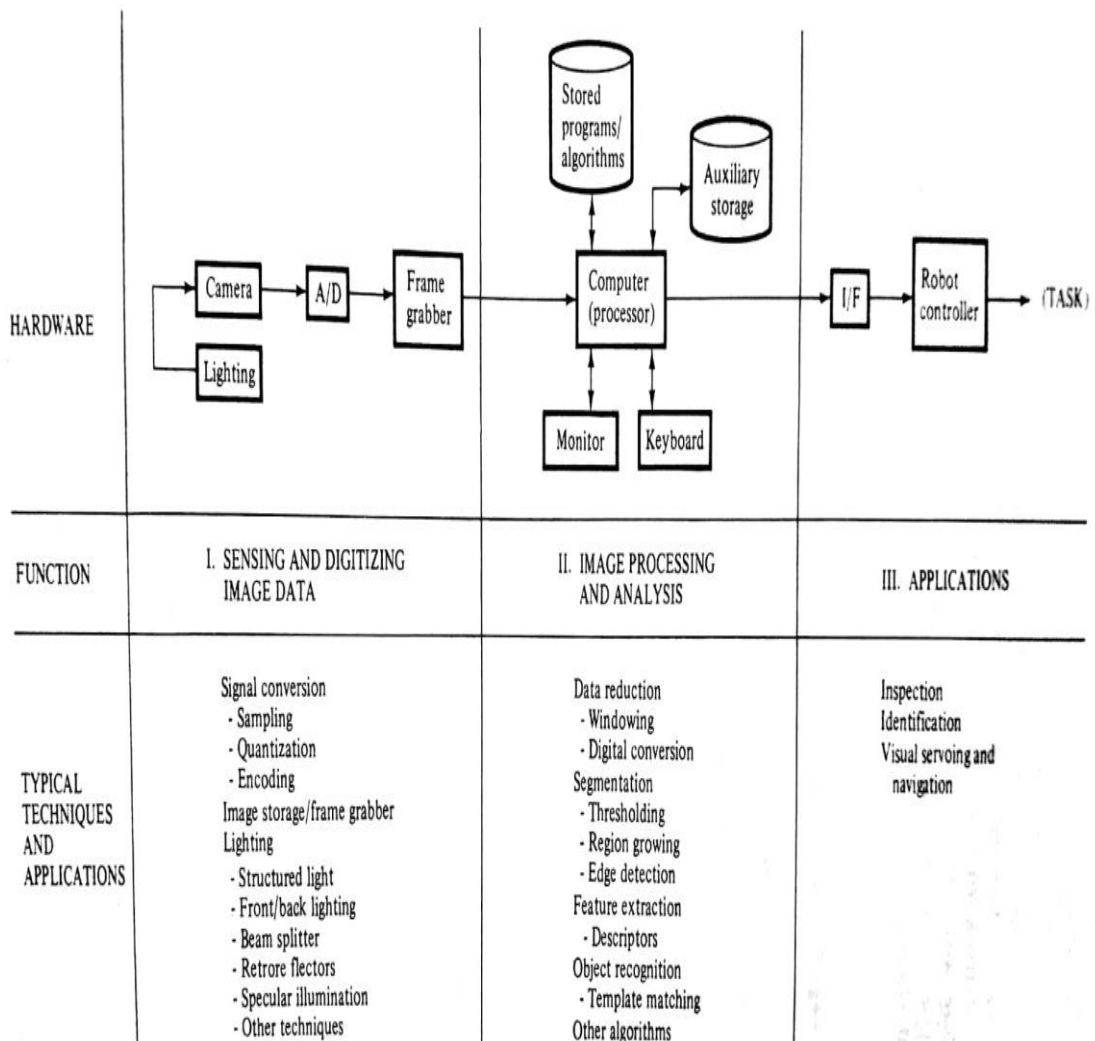 Stored
programs/
algorithms
Auxiliary
storage
HARDWARE
Camera
A/D
Frame
grabber
Computer
(processor)
I/F
Robot
controller
(TASK)
Lighting
Monitor
Keyboard
FUNCTION
I. SENSING AND DIGITIZING
IMAGE DATA
II. IMAGE PROCESSING
AND ANALYSIS
III. APPLICATIONS
TYPICAL
TECHNIQUES
AND
APPLICATIONS
Signal conversion
- Sampling
- Quantization
- Encoding
Image storage/frame grabber
Lighting
- Structured light
- Front/back lighting
- Beam splitter
- Retrore flectors
- Specular illumination
- Other techniques
Data reduction
- Windowing
- Digital conversion
Segmentation
- Thresholding
- Region growing
- Edge detection
Feature extraction
- Descriptors
Object recognition
- Template matching
Other algorithms
Inspection
Identification
Visual servoing and
navigation